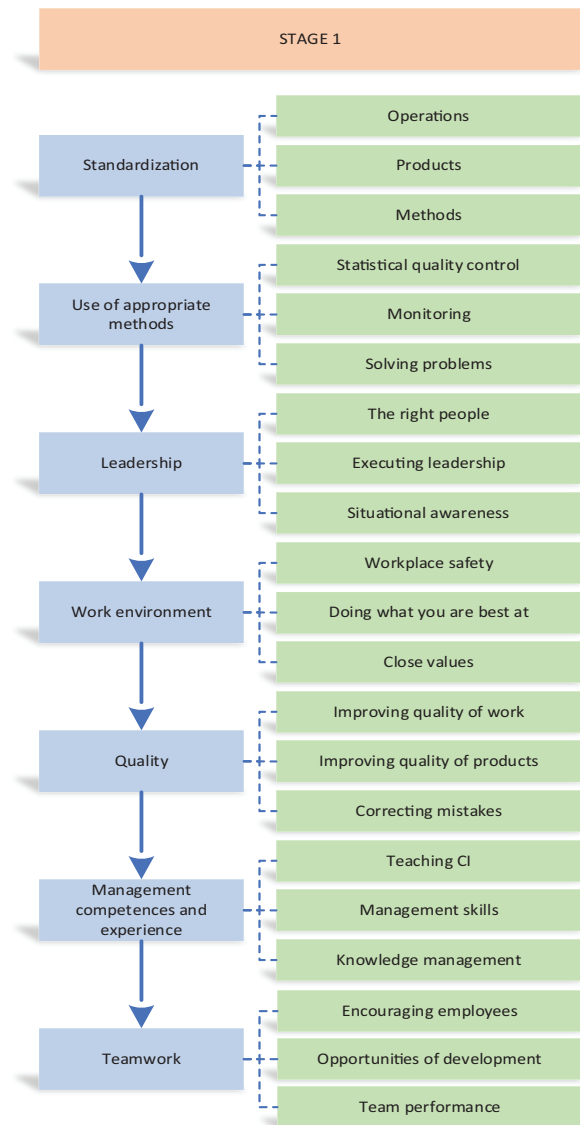 STAGE 1
Standardization
Operations
Products
Methods
Use of appropriate
methods
Statistical quality control
Monitoring
Solving problems
Leadership
The right people
Executing leadership
Situational awareness
Work environment
Workplace safety
Doing what you are best at
Close values
Quality
Improving quality of work
Improving quality of products
Correcting mistakes
Management
competences and
experience
Teaching CI
Management skills
Knowledge management
Teamwork
Encouraging employees
Opportunities of development
Team performance